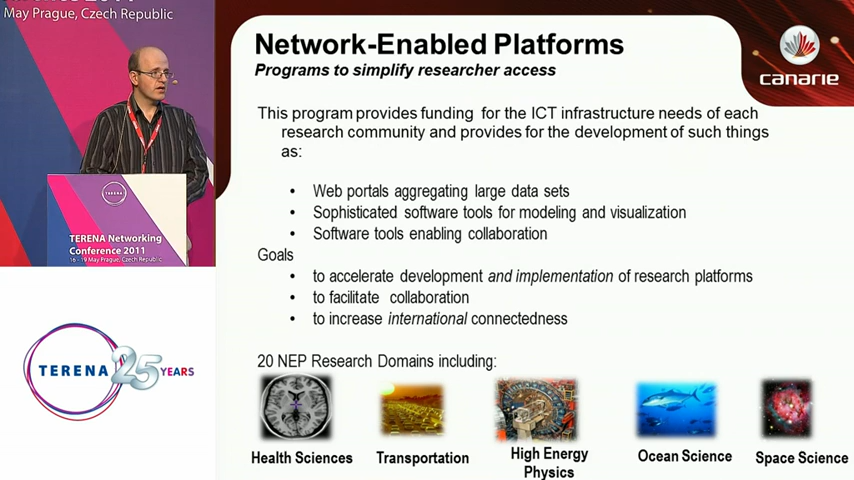 May Prague, Czech Republic
TERENA Networking
Conference 2011
16 - 19 May Prague, Czech Republic
TERENA 25 YEARS
Network-Enabled Platforms
Programs to simplify researcher access
canarie
This program provides funding for the ICT infrastructure needs of each
research community and provides for the development of such things
as:
• Web portals aggregating large data sets
• Sophisticated software tools for modeling and visualization
• Software tools enabling collaboration
Goals
• to accelerate development and implementation of research platforms
• to facilitate collaboration
• to increase international connectedness
20 NEP Research Domains including:
Health Sciences
Transportation
High Energy
Physics
Ocean Science
Space Science